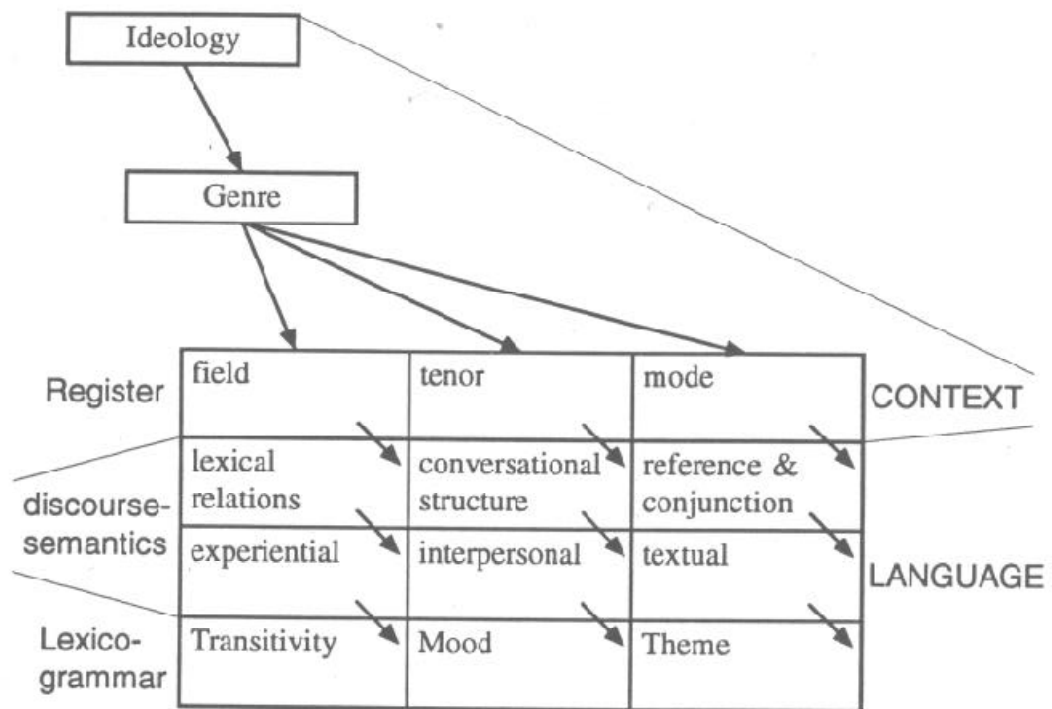 Ideology
Genre
Register
field
tenor
mode
CONTEXT
discourse-
semantics
lexical
relations
conversational
structure
reference &
conjunction
experiential
interpersonal
textual
LANGUAGE
Lexico-
grammar
Transitivity
Mood
Theme